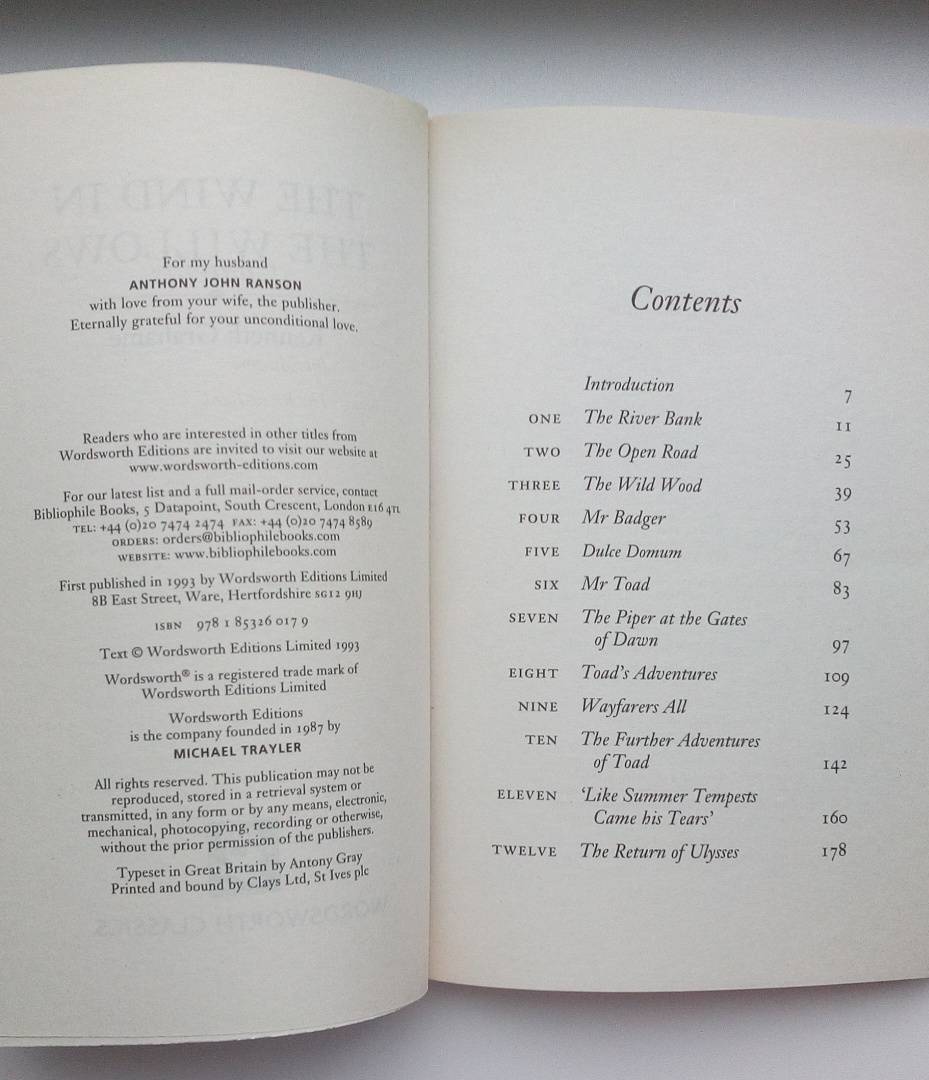 For my husband
ANTHONY JOHN RANSON
with love from your wife, the publisher.
Eternally grateful for your unconditional love.
Readers who are interested in other titles from
Wordsworth Editions are invited to visit our website at
www.wordsworth-editions.com
For our latest list and a full mail-order service, contact
Bibliophile Books, 5 Datapoint, South Crescent, London E16 4TL
TEL: +44 (0)20 7474 2474 FAX: +44 (0)20 7474 8589
ORDERS: orders@bibliophilebooks.com
WEBSITE: www.bibliophilebooks.com
First published in 1993 by Wordsworth Editions Limited
8B East Street, Ware, Hertfordshire SG12 9HJ
ISBN 978 1 85326 017 9
Text © Wordsworth Editions Limited 1993
Wordsworth® is a registered trade mark of
Wordsworth Editions Limited
Wordsworth Editions
is the company founded in 1987 by
MICHAEL TRAYLER
All rights reserved. This publication may not be
reproduced, stored in a retrieval system or
transmitted, in any form or by any means, electronic,
mechanical, photocopying, recording or otherwise,
without the prior permission of the publishers.
Typeset in Great Britain by Antony Gray
Printed and bound by Clays Ltd, St Ives plc
THE WIND IN
THE WILLOWS
Kenneth Grahame
WORDSWORTH CLASSICS
Contents
Introduction 7
ONE The River Bank 11
TWO The Open Road 25
THREE The Wild Wood 39
FOUR Mr Badger 53
FIVE Dulce Domum 67
SIX Mr Toad 83
SEVEN The Piper at the Gates
of Dawn 97
EIGHT Toad's Adventures 109
NINE Wayfarers All 124
TEN The Further Adventures
of Toad 142
ELEVEN ‘Like Summer Tempests
Came his Tears’ 160
TWELVE The Return of Ulysses 178